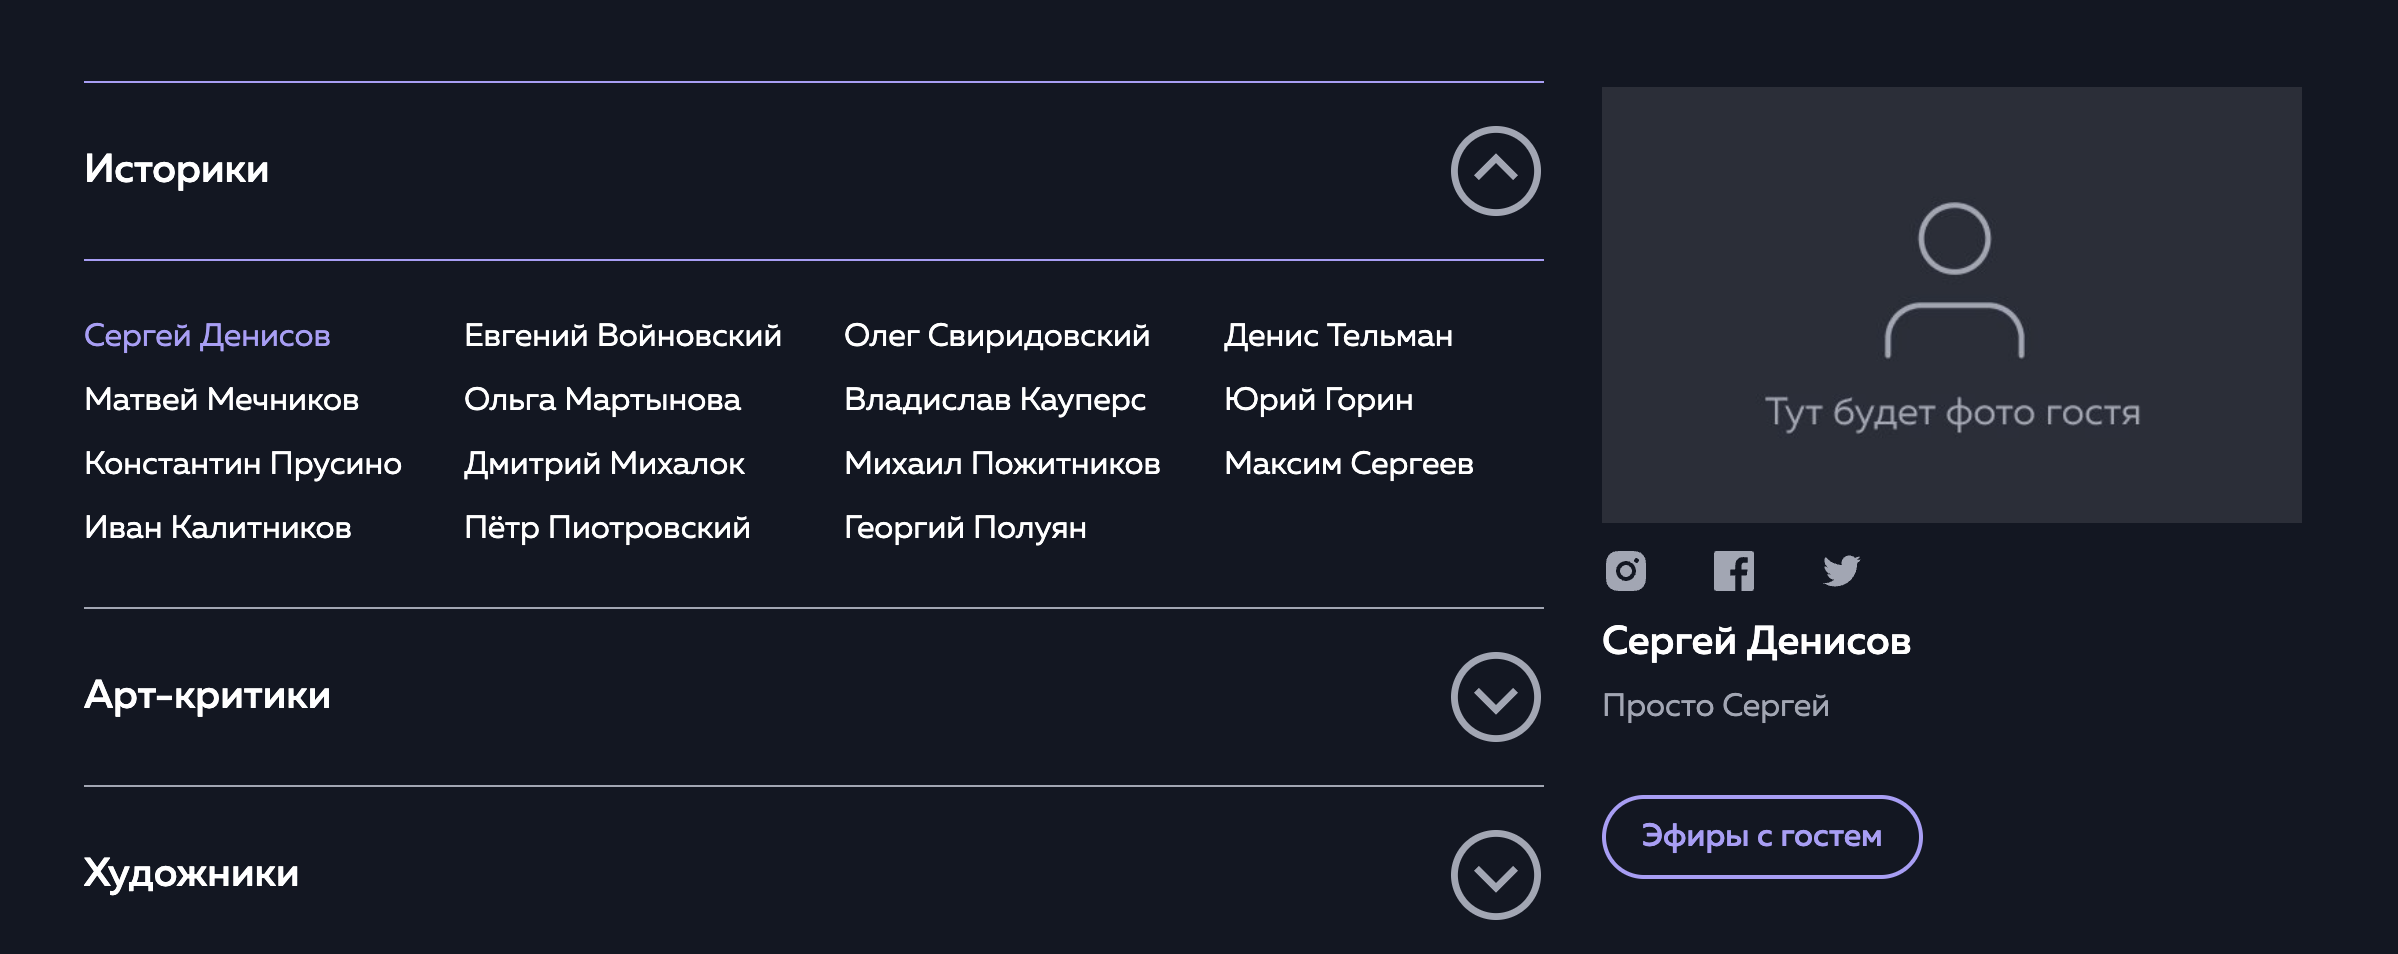 Историки
Сергей Денисов Евгений Войновский Олег Свиридовский Денис Тельман
Матвей Мечников Ольга Мартынова Владислав Кауперс Юрий Горин
Константин Прусино Дмитрий Михалок Михаил Пожитников Максим Сергеев
Иван Калитников Пётр Пиотровский Георгий Полуян
Арт-критики
Художники
Тут будет фото гостя
Сергей Денисов
Просто Сергей
Эфиры с гостем